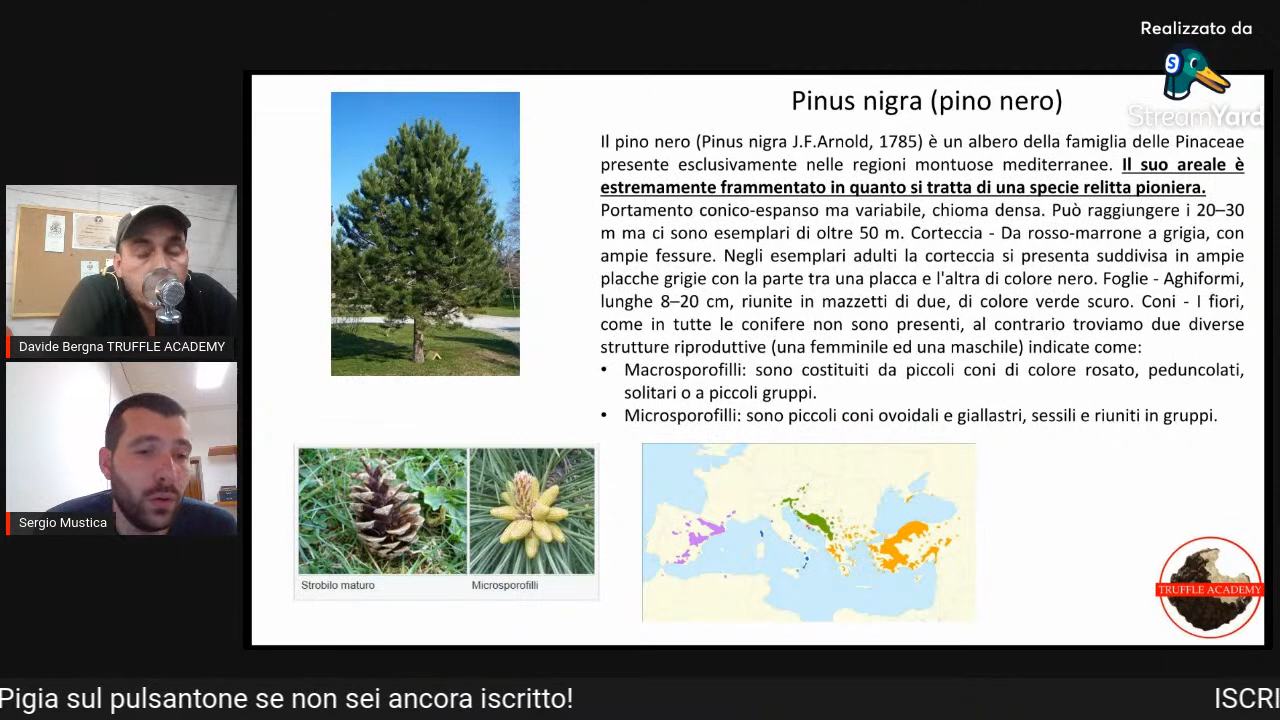 Realizzato da
S
StreamYard
Pinus nigra (pino nero)
Il pino nero (Pinus nigra J.F.Arnold, 1785) è un albero della famiglia delle Pinaceae
presente esclusivamente nelle regioni montuose mediterranee. Il suo areale è
estremamente frammentato in quanto si tratta di una specie relitta pioniera.
Portamento conico-espanso ma variabile, chioma densa. Può raggiungere i 20–30
m ma ci sono esemplari di oltre 50 m. Corteccia - Da rosso-marrone a grigia, con
ampie fessure. Negli esemplari adulti la corteccia si presenta suddivisa in ampie
placche grigie con la parte tra una placca e l'altra di colore nero. Foglie - Aghiformi,
lunghe 8–20 cm, riunite in mazzetti di due, di colore verde scuro. Coni - I fiori,
come in tutte le conifere non sono presenti, al contrario troviamo due diverse
strutture riproduttive (una femminile ed una maschile) indicate come:
• Macrosporofilli: sono costituiti da piccoli coni di colore rosato, peduncolati,
solitari o a piccoli gruppi.
• Microsporofilli: sono piccoli coni ovoidali e giallastri, sessili e riuniti in gruppi.
Davide Bergna TRUFFLE ACADEMY
Sergio Mustica
Strobilo maturo
Microsporofilli
TRUFFLE ACADEMY
Pigia sul pulsantone se non sei ancora iscritto!
ISCRI